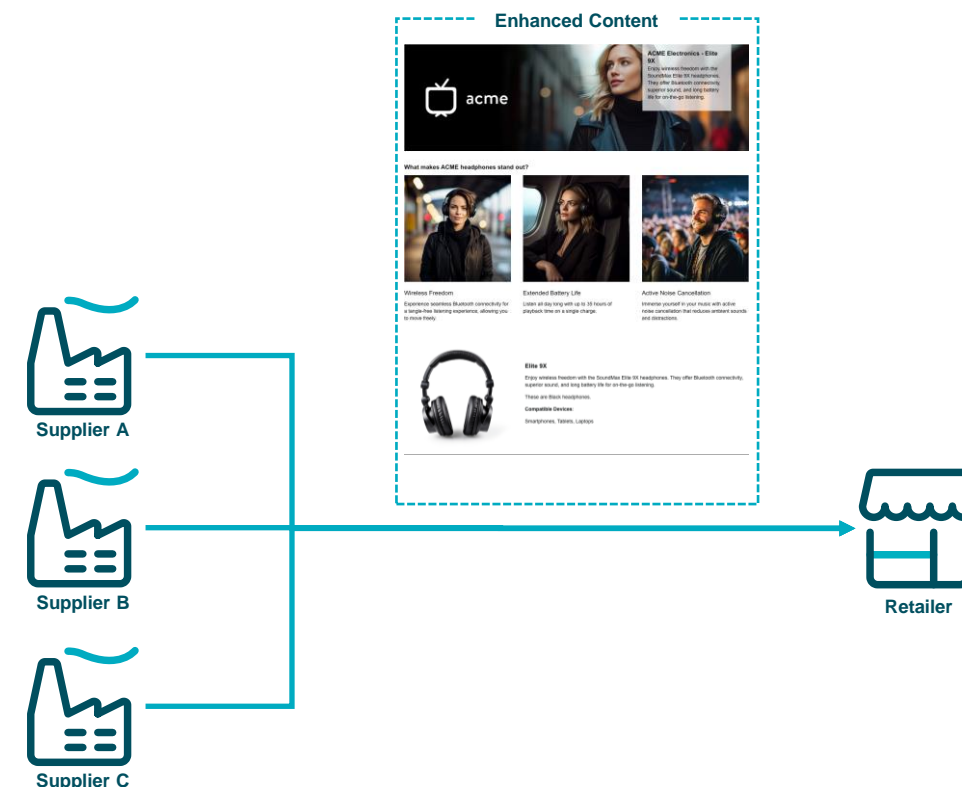 Enhanced Content
ACME Electronics - Elite
9X
Enjoy wireless freedom with the
SoundMax Elite 9X headphones.
They offer Bluetooth connectivity,
superior sound, and long battery
life for on-the-go listening.
acme
What makes ACME headphones stand out?
Wireless Freedom
Experience seamless Bluetooth connectivity for
a tangle-free listening experience, allowing you
to move freely.
Extended Battery Life
Listen all day long with up to 35 hours of
playback time on a single charge.
Active Noise Cancellation
Immerse yourself in your music with active
noise cancellation that reduces ambient sounds
and distractions.
Elite 9X
Enjoy wireless freedom with the SoundMax Elite 9X headphones. They offer Bluetooth connectivity,
superior sound, and long battery life for on-the-go listening.
These are Black headphones.
Compatible Devices
Smartphones, Tablets, Laptops
Supplier A
Supplier B
Retailer
Supplier C